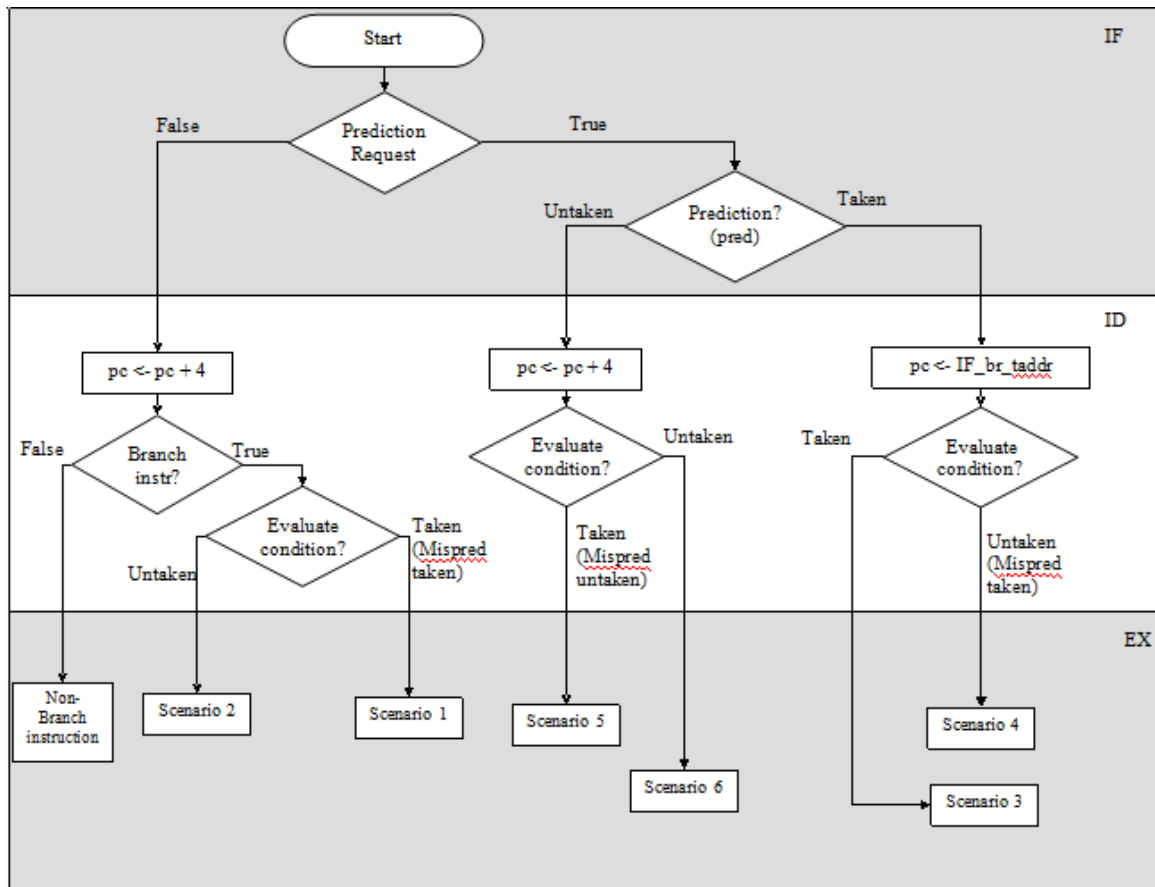 Start
IF
False
True
Prediction
Request
Untaken
Taken
Prediction?
(pred)
ID
pc <- pc + 4
pc <- pc + 4
pc <- IF_br_taddr
False
True
Branch
instr?
Evaluate
condition?
Untaken
Taken
(Mispred
taken)
Evaluate
condition?
Untaken
Taken
(Mispred
untaken)
Taken
Evaluate
condition?
Untaken
(Mispred
taken)
EX
Non-
Branch
instruction
Scenario 2
Scenario 1
Scenario 5
Scenario 6
Scenario 4
Scenario 3